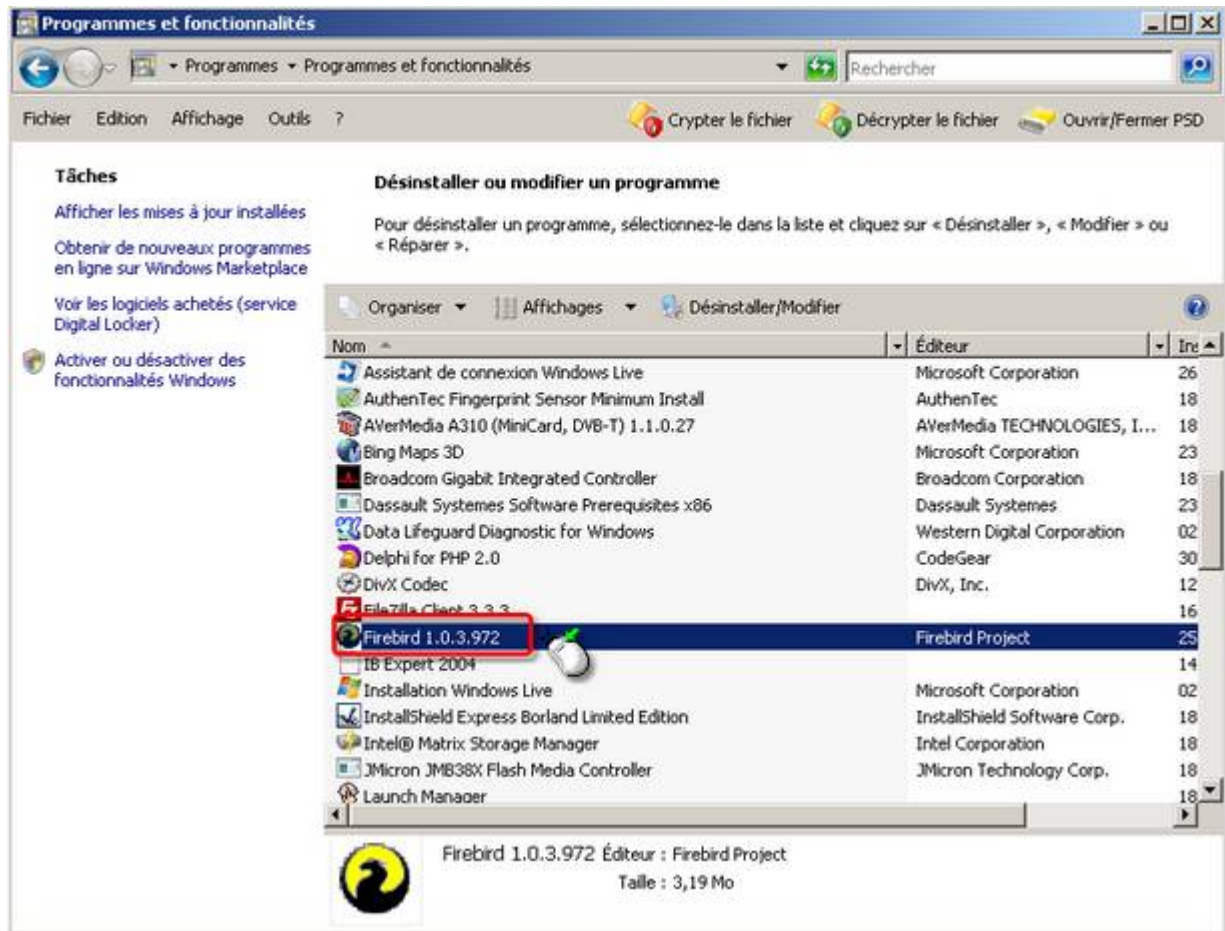 Programmes et fonctionnalités
Programmes
Programmes et fonctionnalités
Rechercher
Fichier Edition Affichage Outils ?
Crypter le fichier Décrypter le fichier Ouvrir/Fermer PSD
Tâches
Afficher les mises à jour installées
Obtenir de nouveaux programmes
en ligne sur Windows Marketplace
Voir les logiciels achetés (service
Digital Locker)
Activer ou désactiver des
fonctionnalités Windows
Désinstaller ou modifier un programme
Pour désinstaller un programme, sélectionnez-le dans la liste et cliquez sur « Désinstaller », « Modifier » ou
« Réparer ».
Organiser Affichages Désinstaller/Modifier
Nom Éditeur
Assistant de connexion Windows Live Microsoft Corporation 26
AuthenTec Fingerprint Sensor Minimum Install AuthenTec 18
AVerMedia A310 (MiniCard, DVB-T) 1.1.0.27 AVerMedia TECHNOLOGIES, I... 18
Bing Maps 3D Microsoft Corporation 23
Broadcom Gigabit Integrated Controller Broadcom Corporation 18
Dassault Systemes Software Prerequisites x86 Dassault Systemes 23
Data Lifeguard Diagnostic for Windows Western Digital Corporation 02
Delphi for PHP 2.0 CodeGear 30
DivX Codec DivX, Inc. 12
FileZilla Client 3.3.3 16
Firebird 1.0.3.972 Firebird Project 25
IB Expert 2004 14
Installation Windows Live Microsoft Corporation 02
InstallShield Express Borland Limited Edition InstallShield Software Corp. 18
Intel® Matrix Storage Manager Intel Corporation 18
JMicron JMB38X Flash Media Controller JMicron Technology Corp. 18
Launch Manager 18
Firebird 1.0.3.972 Éditeur : Firebird Project
Taille : 3,19 Mo